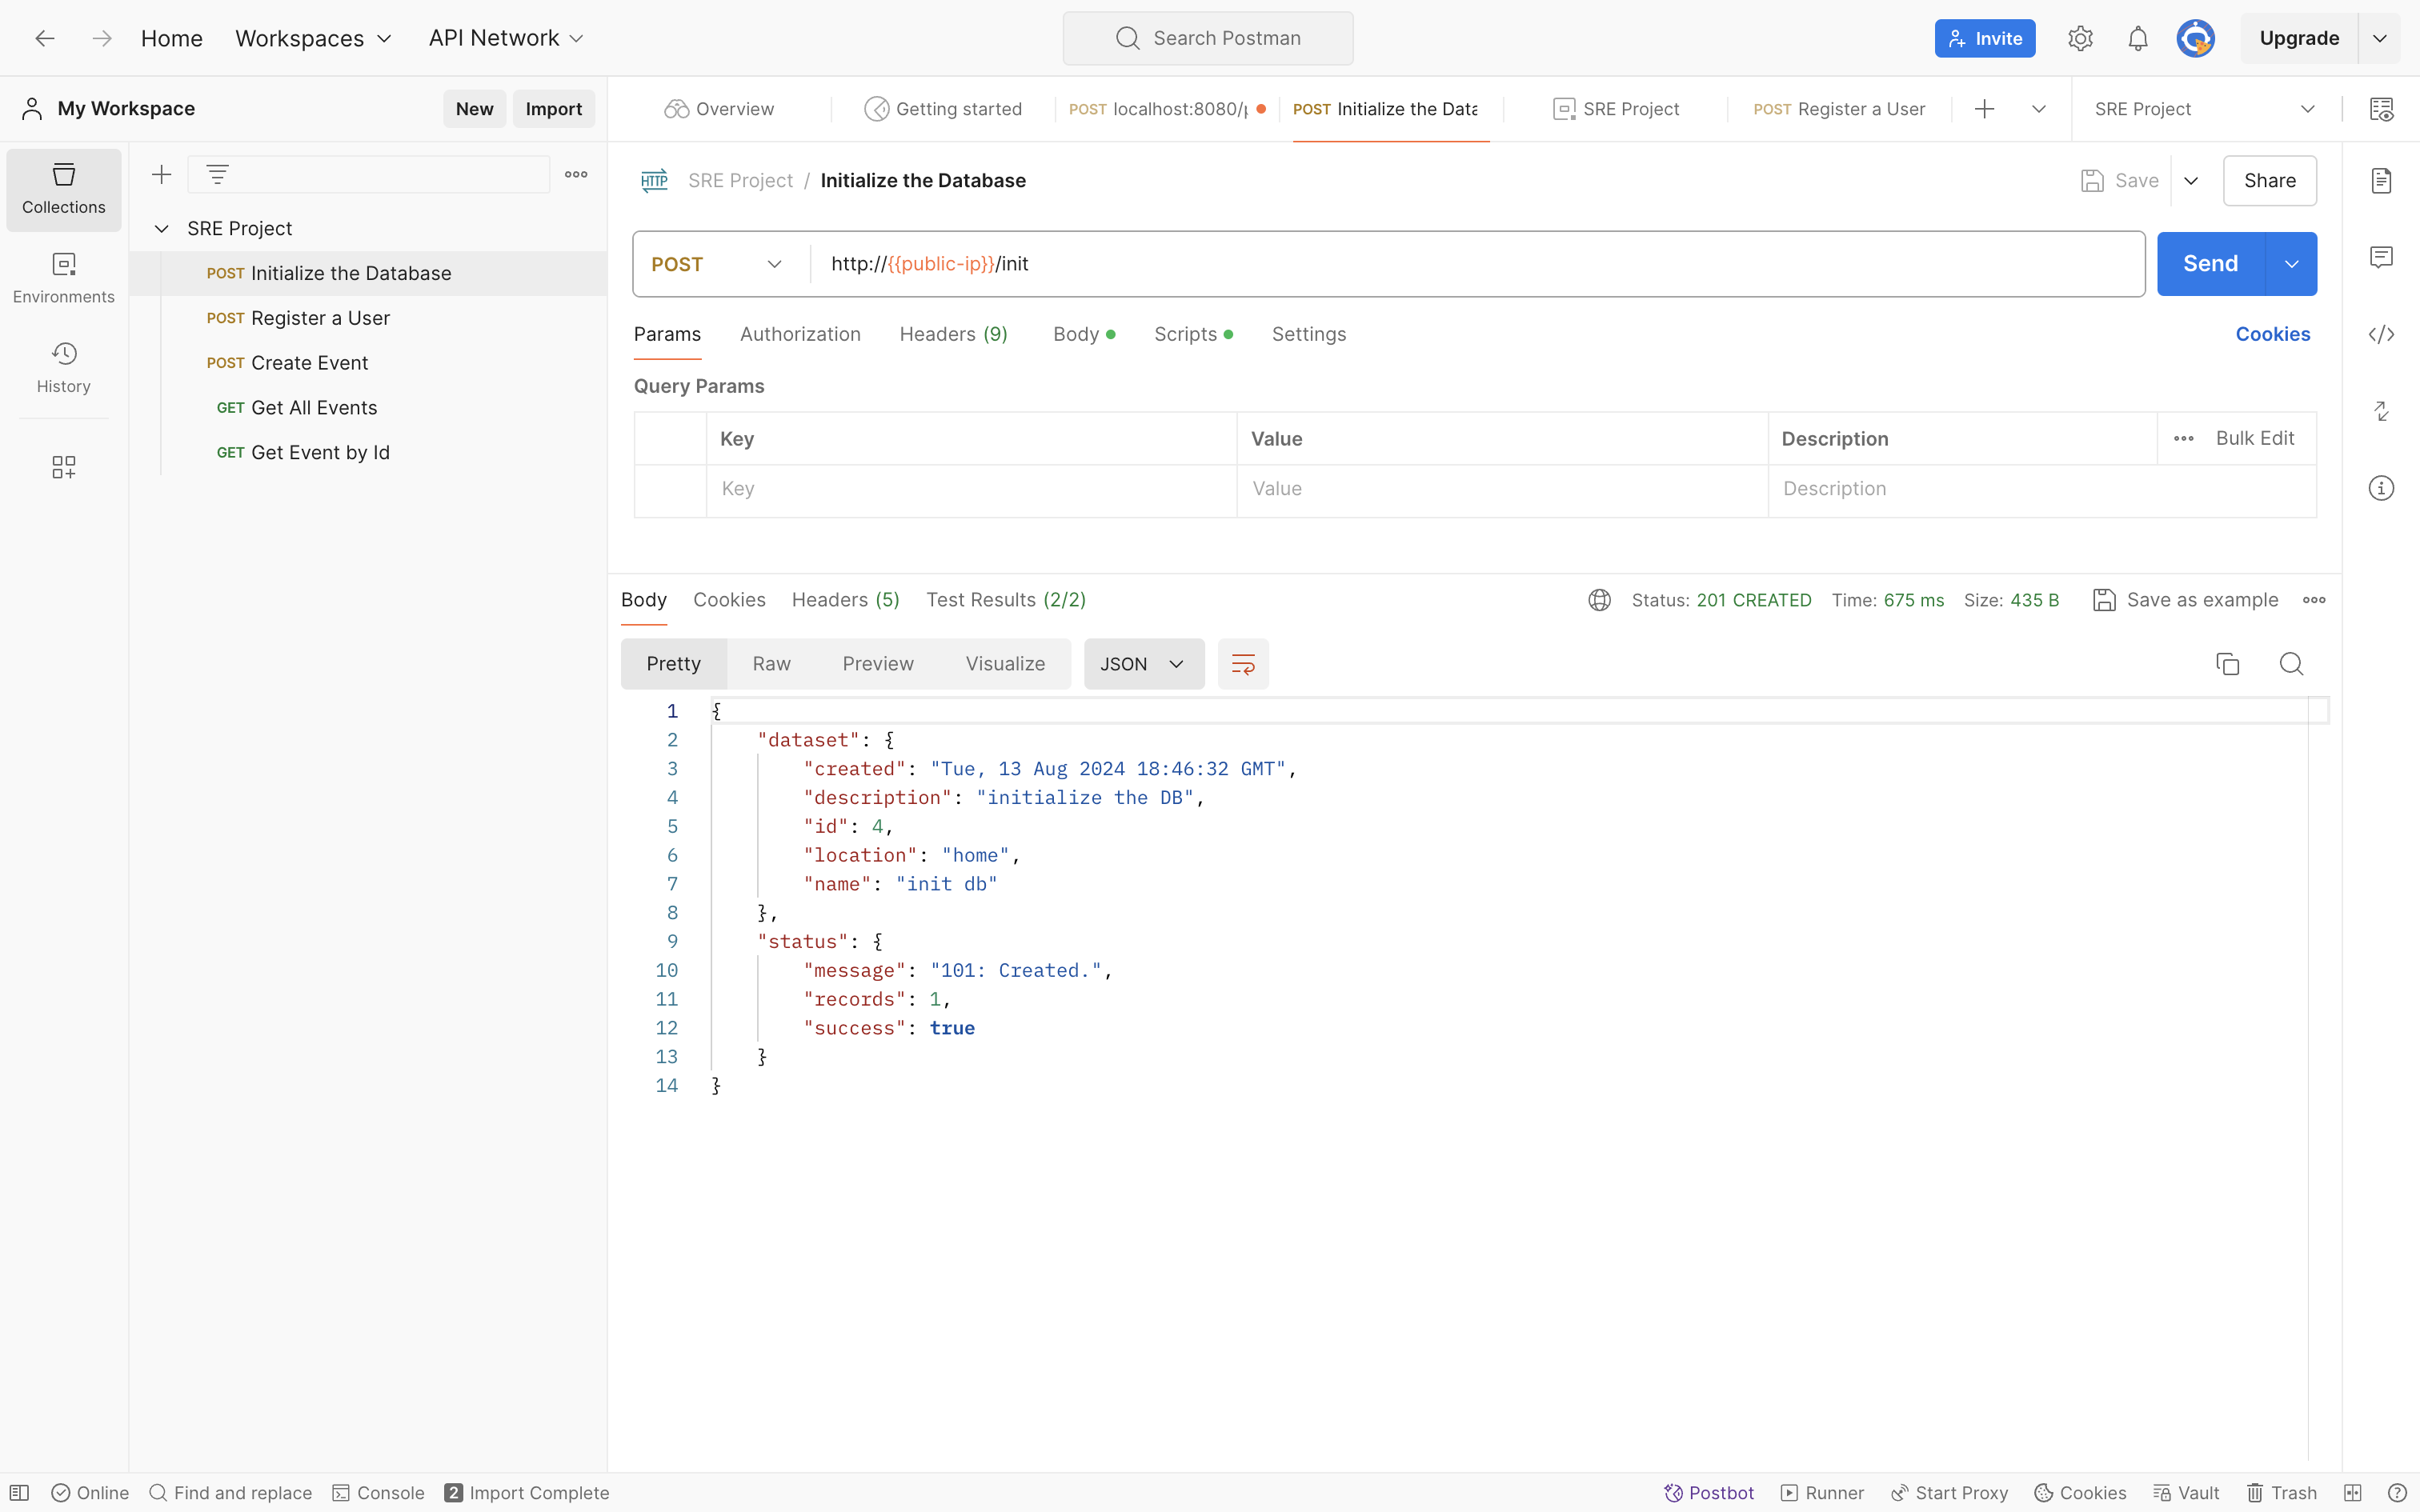 Home Workspaces API Network Search Postman Invite Upgrade
My Workspace New Import
Overview Getting started POST localhost:8080/ POST Initialize the Data SRE Project POST Register a User SRE Project
Collections
Environments
History
SRE Project
POST Initialize the Database
POST Register a User
POST Create Event
GET Get All Events
GET Get Event by Id
HTTP SRE Project / Initialize the Database Save Share
POST http://{{public-ip}}/init Send
Params Authorization Headers (9) Body Scripts Settings Cookies
Query Params
Key Value Description Bulk Edit
Key Value Description
Body Cookies Headers (5) Test Results (2/2) Status: 201 CREATED Time: 675 ms Size: 435 B Save as example
Pretty Raw Preview Visualize JSON
1 {
2 "dataset": {
3 "created": "Tue, 13 Aug 2024 18:46:32 GMT",
4 "description": "initialize the DB",
5 "id": 4,
6 "location": "home",
7 "name": "init db"
8 },
9 "status": {
10 "message": "101: Created.",
11 "records": 1,
12 "success": true
13 }
14 }
Online Find and replace Console 2 Import Complete Postbot Runner Start Proxy Cookies Vault Trash